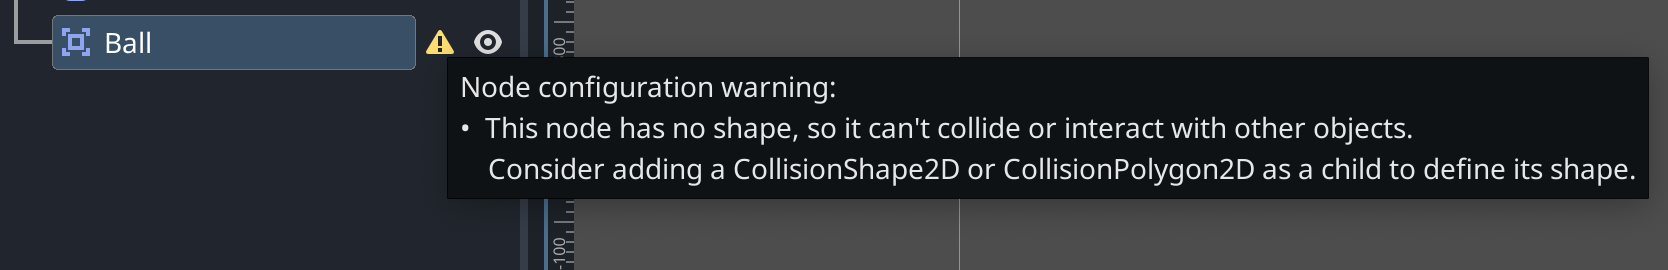 Ball
Node configuration warning:
• This node has no shape, so it can't collide or interact with other objects.
Consider adding a CollisionShape2D or CollisionPolygon2D as a child to define its shape.
00
-100